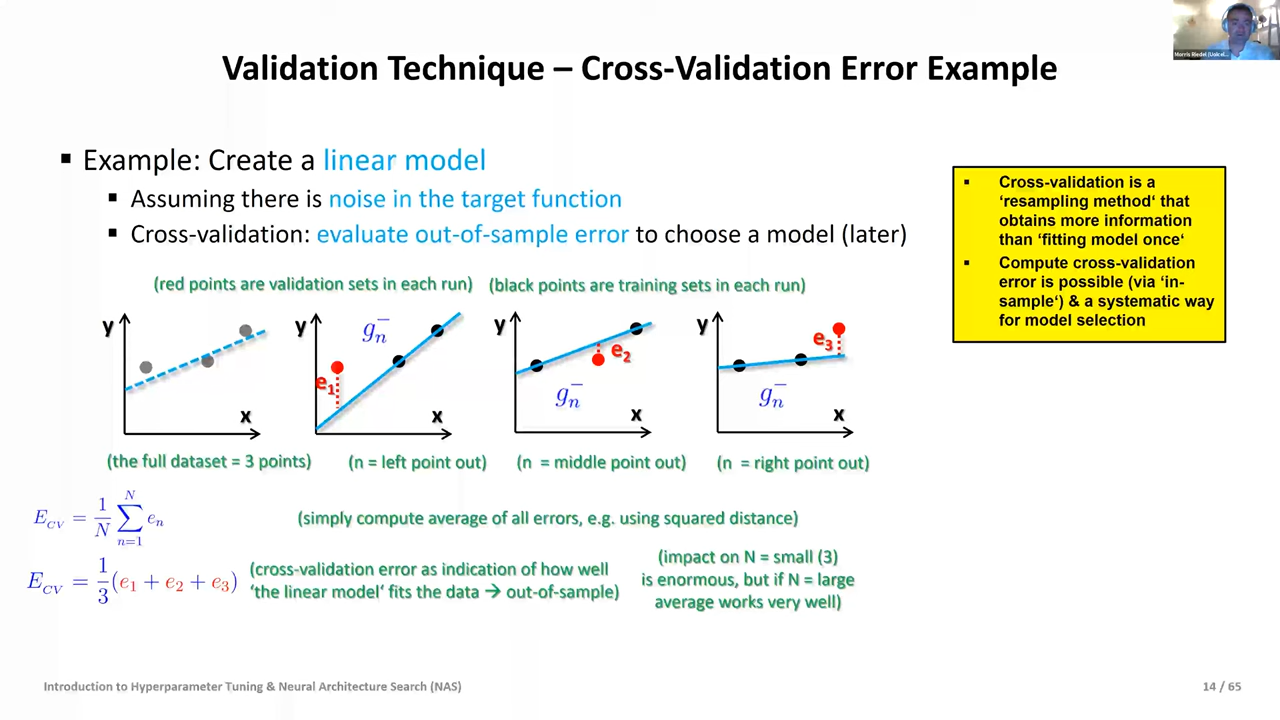 Morris Riedel (Unicel...
Validation Technique – Cross-Validation Error Example
▪ Example: Create a linear model
▪ Assuming there is noise in the target function
▪ Cross-validation: evaluate out-of-sample error to choose a model (later)
▪ Cross-validation is a
‘resampling method‘ that
obtains more information
than ‘fitting model once‘
▪ Compute cross-validation
error is possible (via ‘in-
sample‘) & a systematic way
for model selection
(red points are validation sets in each run) (black points are training sets in each run)
y x
y g_n^- e1 x
y e2 g_n^- x
y e3 g_n^- x
(the full dataset = 3 points) (n = left point out) (n = middle point out) (n = right point out)
E_CV = 1/N ∑_{n=1}^{N} e_n (simply compute average of all errors, e.g. using squared distance)
E_CV = 1/3 (e1 + e2 + e3)
(cross-validation error as indication of how well
‘the linear model‘ fits the data → out-of-sample)
(impact on N = small (3)
is enormous, but if N = large
average works very well)
Introduction to Hyperparameter Tuning & Neural Architecture Search (NAS) 14 / 65